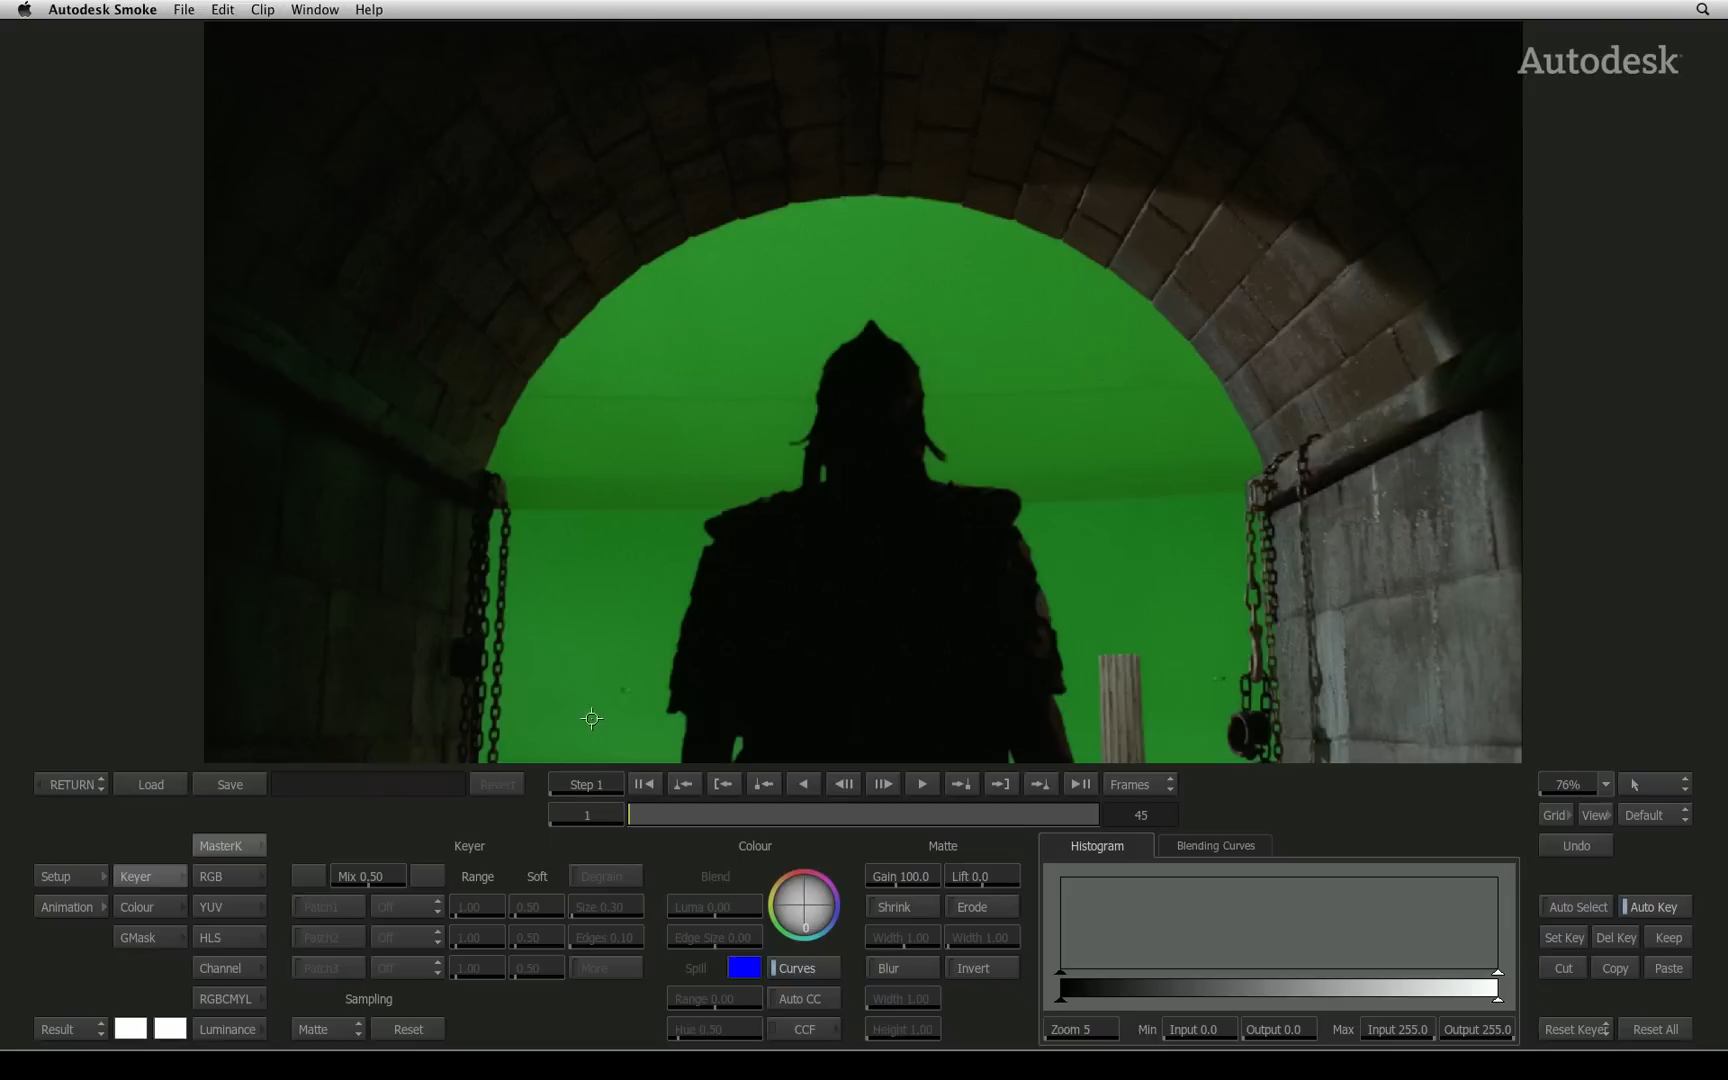 Autodesk Smoke File Edit Clip Window Help
Autodesk
RETURN Load Save Revert Step 1 Frames 76%
1 45 Grid View Default
MasterK Keyer Colour Matte Histogram Blending Curves Undo
Setup Keyer RGB Mix 0.50 Range Soft Degrain Blend Gain 100.0 Lift 0.0
Animation Colour YUV Patch1 Off 1.00 0.50 Size 0.30 Luma 0.00 Shrink Erode Auto Select Auto Key
GMask HLS Patch2 Off 1.00 0.50 Edges 0.10 Edge Size 0.00 0 Width 1.00 Width 1.00 Set Key Del Key Keep
Channel Patch3 Off 1.00 0.50 More Spill Curves Blur Invert Cut Copy Paste
RGBCMYL Sampling Range 0.00 Auto CC Width 1.00
Result Luminance Matte Reset Hue 0.50 CCF Height 1.00 Zoom 5 Min Input 0.0 Output 0.0 Max Input 255.0 Output 255.0 Reset Keye Reset All